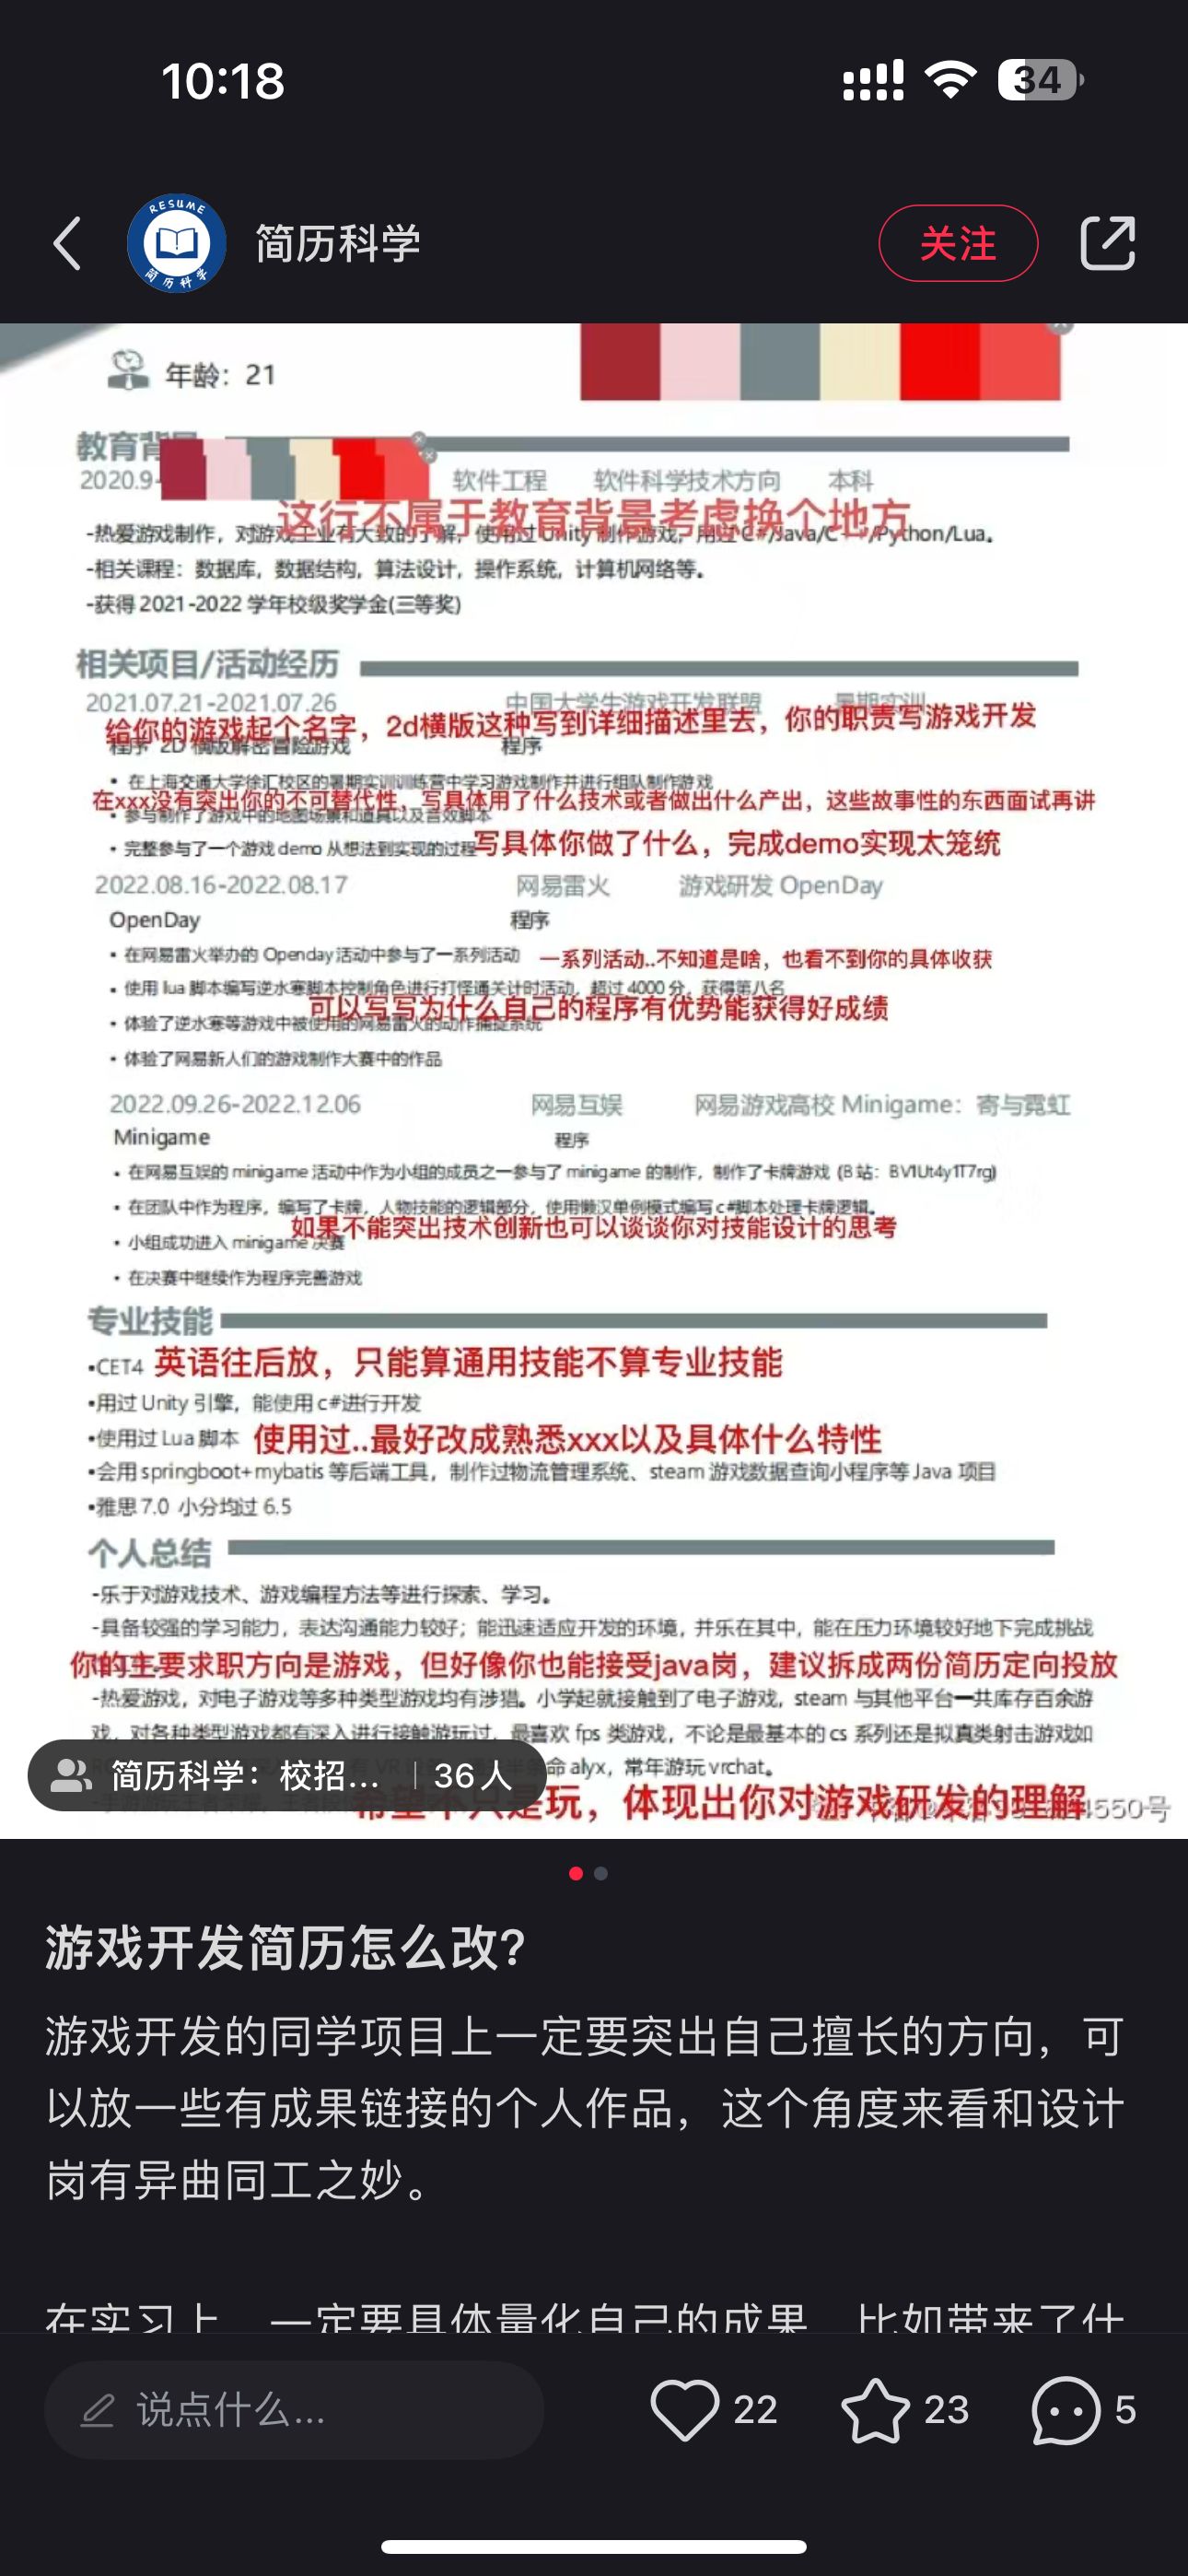 10:18
34
RESUME
简历科学
简历科学
关注
年龄：21
教育背
2020.9-
软件工程 软件科学技术方向 本科
这行不属于教育背景考虑换个地方
-热爱游戏制作，对游戏工业有大致的了解，使用过Unity制作游戏，用过C#/Java/C++/Python/Lua。
-相关课程：数据库，数据结构，算法设计，操作系统，计算机网络等。
-获得 2021-2022 学年校级奖学金(三等奖)
相关项目/活动经历
2021.07.21-2021.07.26 中国大学生游戏开发联盟 暑期实训
给你的游戏起个名字，2d横版这种写到详细描述里去，你的职责写游戏开发
程序 2D 横版解密冒险游戏 程序
• 在上海交通大学徐汇校区的暑期实训训练营中学习游戏制作并进行组队制作游戏
在xxx没有突出你的不可替代性，写具体用了什么技术或者做出什么产出，这些故事性的东西面试再讲
• 参与制作了游戏中的地图场景和道具以及音效脚本
• 完整参与了一个游戏 demo 从想法到实现的过程
写具体你做了什么，完成demo实现太笼统
2022.08.16-2022.08.17 网易雷火 游戏研发 OpenDay
OpenDay 程序
• 在网易雷火举办的 Openday 活动中参与了一系列活动
一系列活动..不知道是啥，也看不到你的具体收获
• 使用 lua 脚本编写逆水寒脚本控制角色进行打怪通关计时活动，超过 4000 分，获得第八名
可以写写为什么自己的程序有优势能获得好成绩
• 体验了逆水寒等游戏中被使用的网易雷火的动作捕捉系统
• 体验了网易新人们的游戏制作大赛中的作品
2022.09.26-2022.12.06 网易互娱 网易游戏高校 Minigame：寄与霓虹
Minigame 程序
• 在网易互娱的 minigame 活动中作为小组的成员之一参与了 minigame 的制作，制作了卡牌游戏 (B站：BV1Ut4y1T7rg)
• 在团队中作为程序，编写了卡牌，人物技能的逻辑部分，使用懒汉单例模式编写 c#脚本处理卡牌逻辑。
如果不能突出技术创新也可以谈谈你对技能设计的思考
• 小组成功进入 minigame 决赛
• 在决赛中继续作为程序完善游戏
专业技能
•CET4
英语往后放，只能算通用技能不算专业技能
•用过 Unity 引擎，能使用 c#进行开发
•使用过 Lua 脚本
使用过..最好改成熟悉xxx以及具体什么特性
•会用 springboot+mybatis 等后端工具，制作过物流管理系统、steam 游戏数据查询小程序等 Java 项目
•雅思 7.0 小分均过 6.5
个人总结
-乐于对游戏技术、游戏编程方法等进行探索、学习。
-具备较强的学习能力，表达沟通能力较好；能迅速适应开发的环境，并乐在其中，能在压力环境较好地下完成挑战
你的主要求职方向是游戏，但好像你也能接受java岗，建议拆成两份简历定向投放
-热爱游戏，对电子游戏等多种类型游戏均有涉猎。小学起就接触到了电子游戏，steam 与其他平台一共库存百余游
戏，对各种类型游戏都有深入进行接触游玩过，最喜欢 fps 类游戏，不论是最基本的 cs 系列还是拟真类射击游戏如
命 alyx，常年游玩 vrchat。
简历科学：校招... | 36人
希望不只是玩，体现出你对游戏研发的理解
4550号
游戏开发简历怎么改？
游戏开发的同学项目上一定要突出自己擅长的方向，可
以放一些有成果链接的个人作品，这个角度来看和设计
岗有异曲同工之妙。
在实习上，一定要具体量化自己的成果，比如带来了什
说点什么...
22
23
5